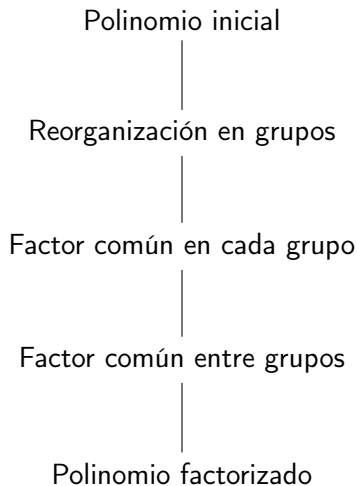 Polinomio inicial
Reorganización en grupos
Factor común en cada grupo
Factor común entre grupos
Polinomio factorizado